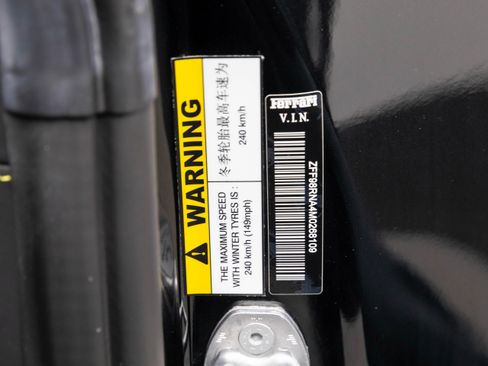 WARNING
冬季轮胎最高车速为
240 km/h
THE MAXIMUM SPEED
WITH WINTER TYRES IS :
240 km/h (149mph)
Ferrari
V.I.N.
ZFF98RNA4M0268109